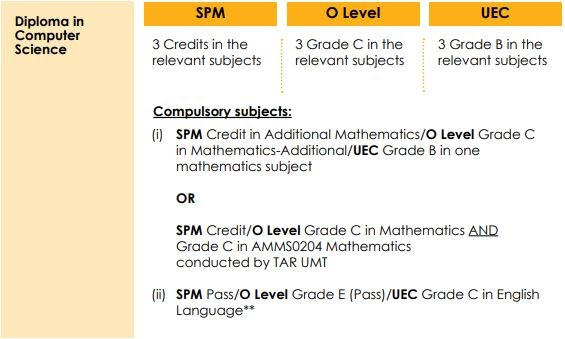 Diploma in
Computer
Science
SPM
O Level
UEC
3 Credits in the
relevant subjects
3 Grade C in the
relevant subjects
3 Grade B in the
relevant subjects
Compulsory subjects:
(i) SPM Credit in Additional Mathematics/O Level Grade C
in Mathematics-Additional/UEC Grade B in one
mathematics subject
OR
SPM Credit/O Level Grade C in Mathematics AND
Grade C in AMMS0204 Mathematics
conducted by TAR UMT
(ii) SPM Pass/O Level Grade E (Pass)/UEC Grade C in English
Language**